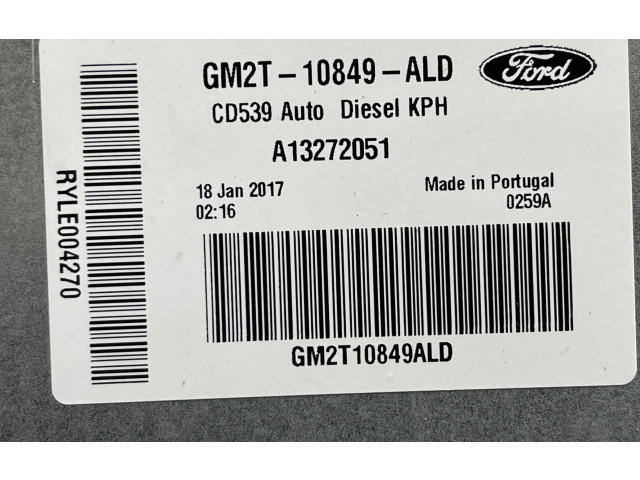 GM2T-10849-ALD
Ford
CD539 Auto Diesel KPH
A13272051
18 Jan 2017
02:16
Made in Portugal
0259A
GM2T10849ALD
RYLE004270